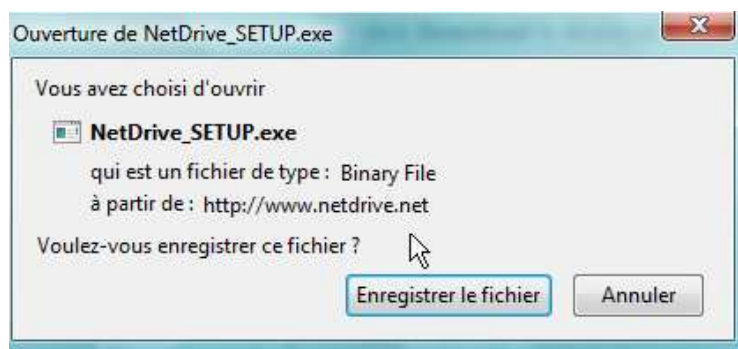 Ouverture de NetDrive_SETUP.exe
Vous avez choisi d'ouvrir
NetDrive_SETUP.exe
qui est un fichier de type : Binary File
à partir de : http://www.netdrive.net
Voulez-vous enregistrer ce fichier ?
Enregistrer le fichier Annuler